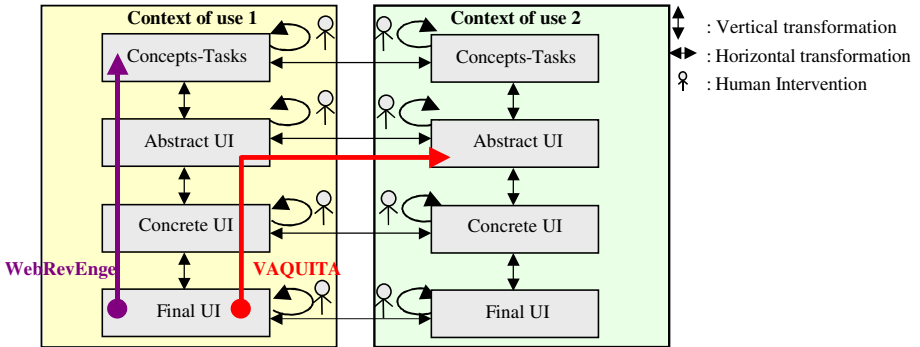 Context of use 1
Context of use 2
: Vertical transformation
Concepts-Tasks
Concepts-Tasks
: Horizontal transformation
: Human Intervention
Abstract UI
Abstract UI
Concrete UI
Concrete UI
WebRevEnge
VAQUITA
Final UI
Final UI